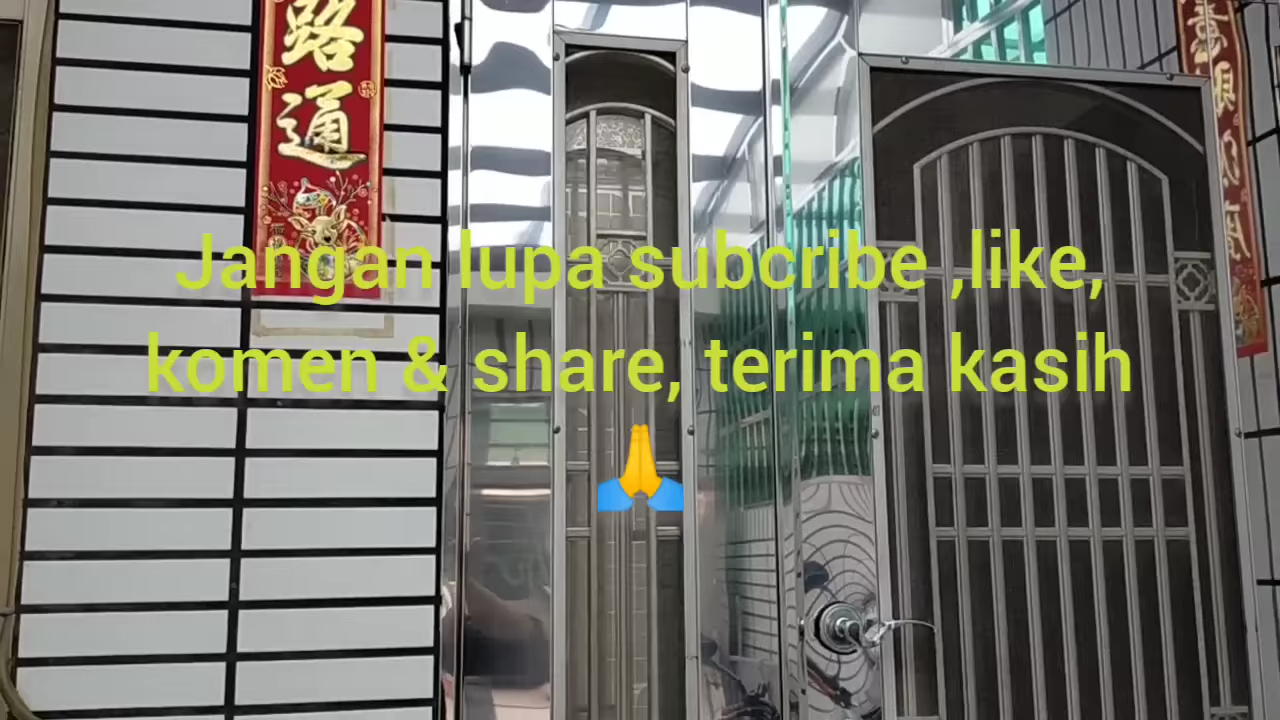 路
通
Jangan lupa subcribe ,like,
komen & share, terima kasih
🙏